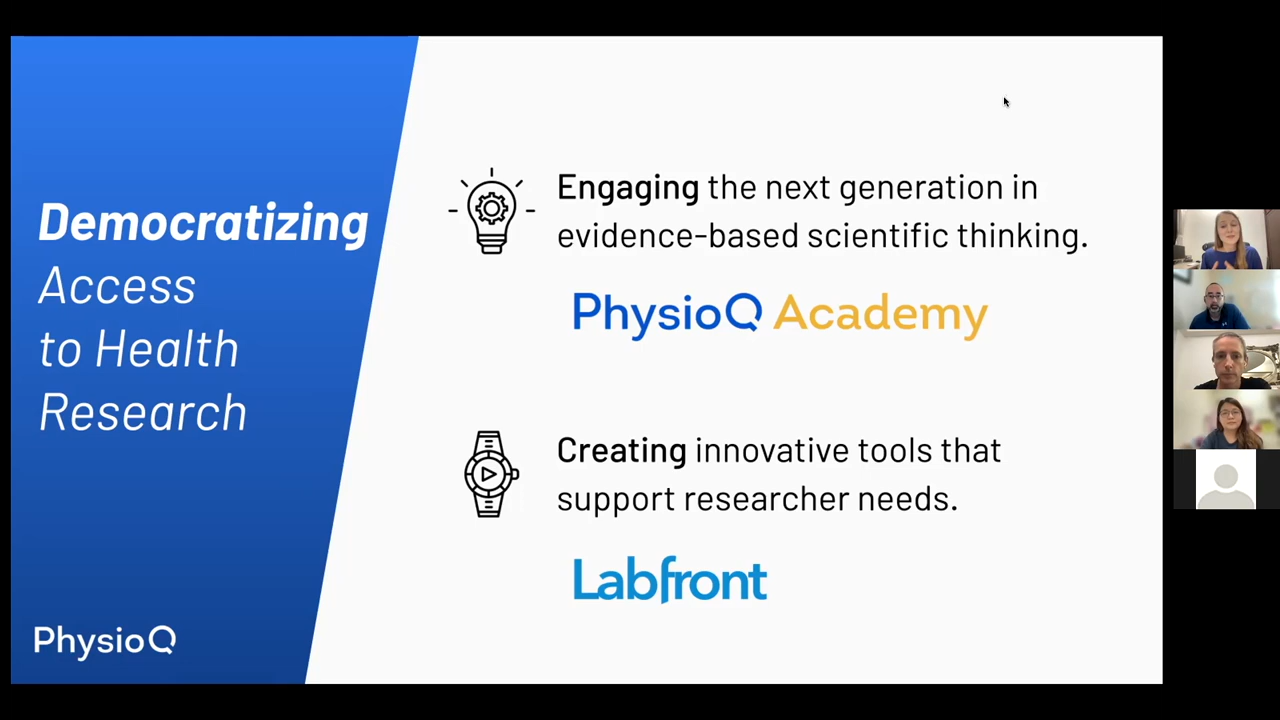 Democratizing
Access
to Health
Research
PhysioQ
Engaging the next generation in
evidence-based scientific thinking.
PhysioQ Academy
Creating innovative tools that
support researcher needs.
Labfront